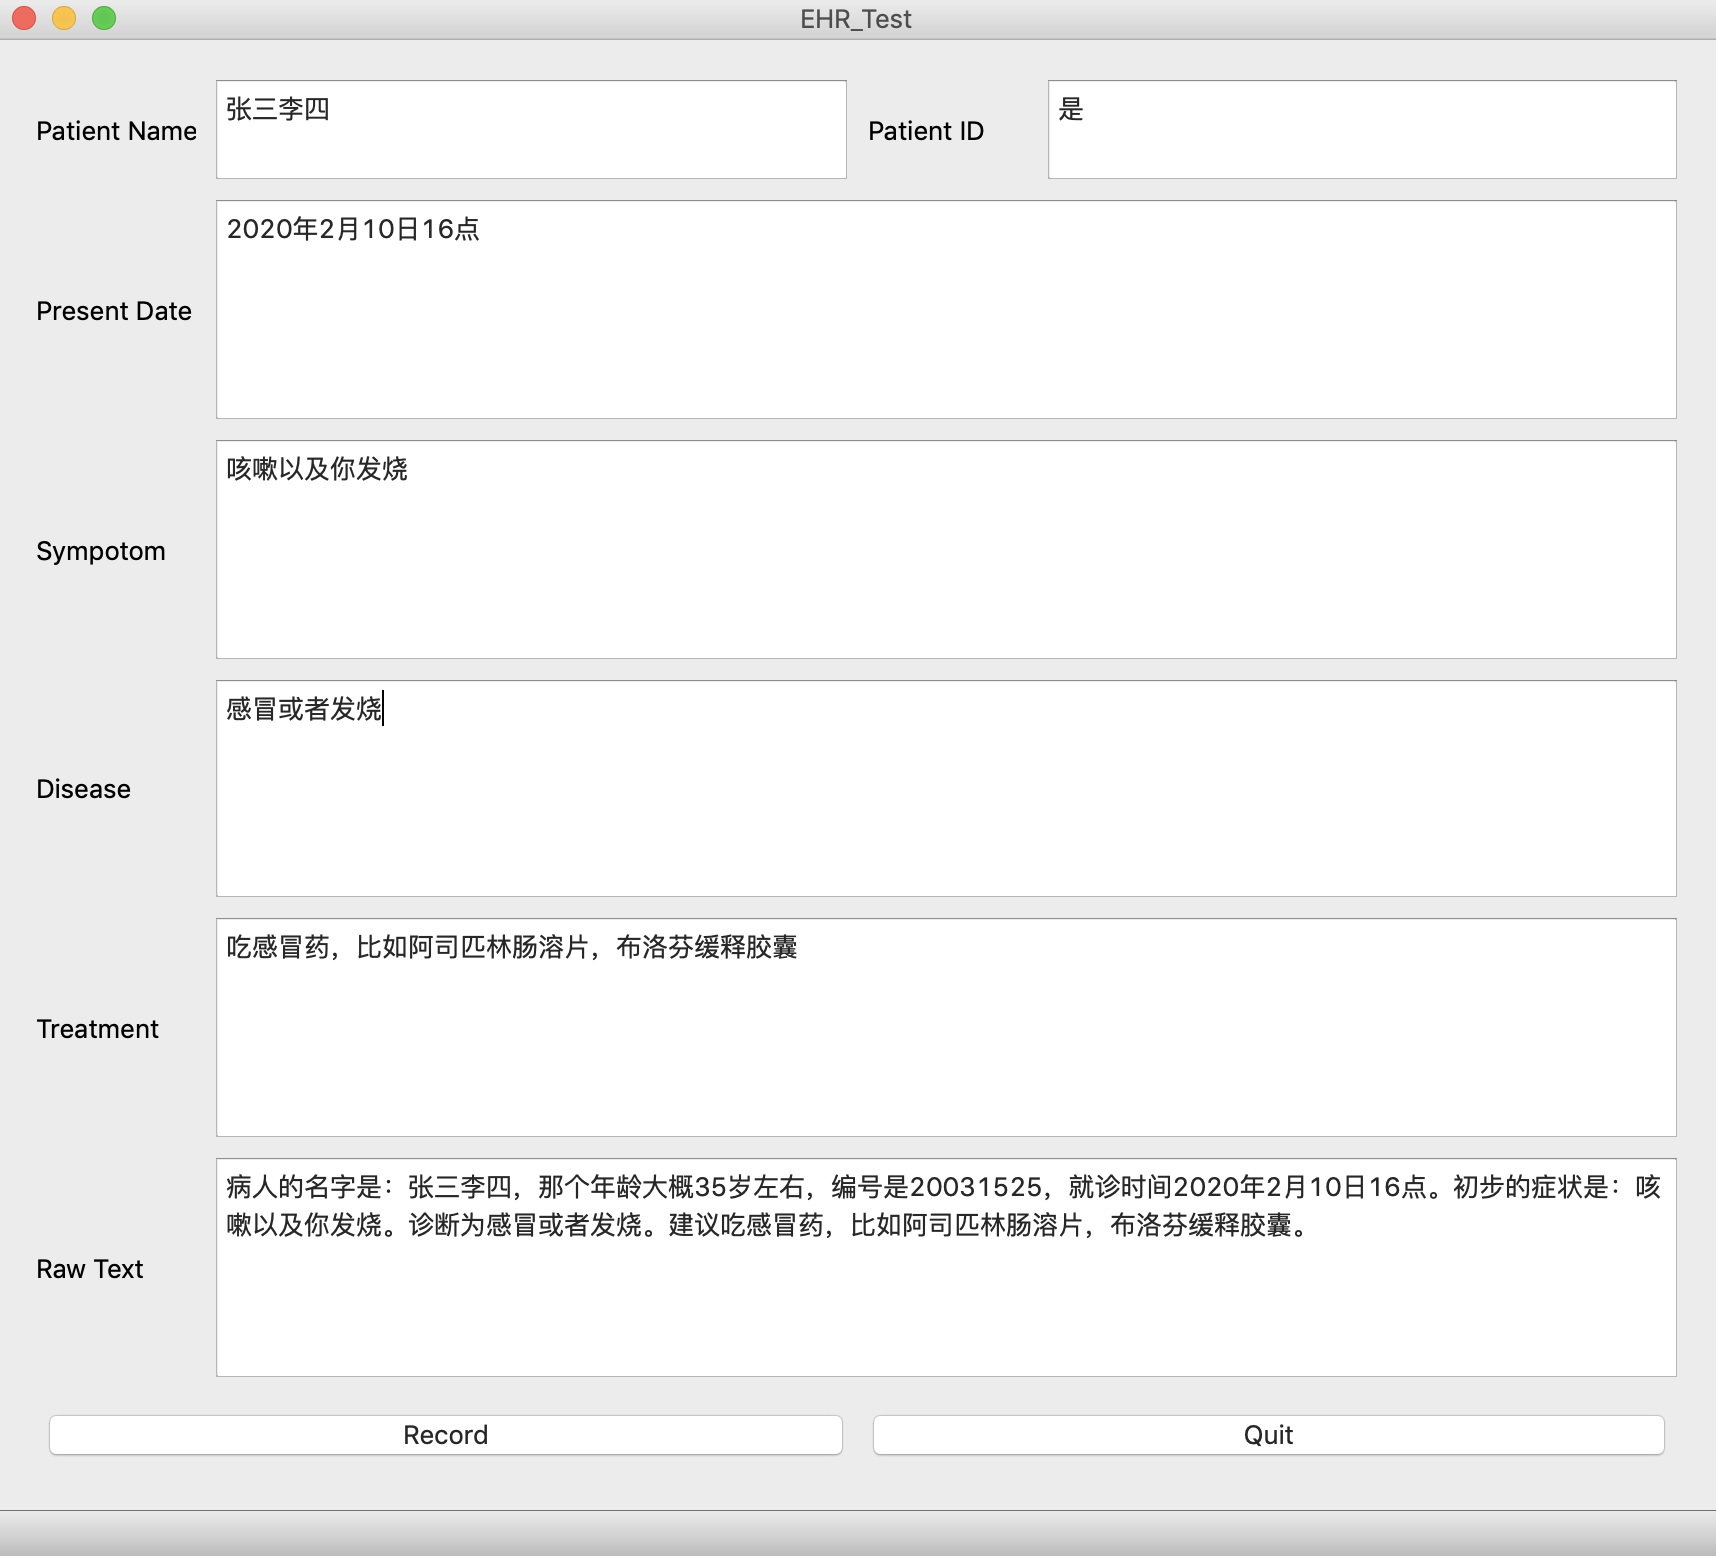 EHR_Test
Patient Name
张三李四
Patient ID
是
Present Date
2020年2月10日16点
Sympotom
咳嗽以及你发烧
Disease
感冒或者发烧
Treatment
吃感冒药，比如阿司匹林肠溶片，布洛芬缓释胶囊
Raw Text
病人的名字是：张三李四，那个年龄大概35岁左右，编号是20031525，就诊时间2020年2月10日16点。初步的症状是：咳
嗽以及你发烧。诊断为感冒或者发烧。建议吃感冒药，比如阿司匹林肠溶片，布洛芬缓释胶囊。
Record
Quit